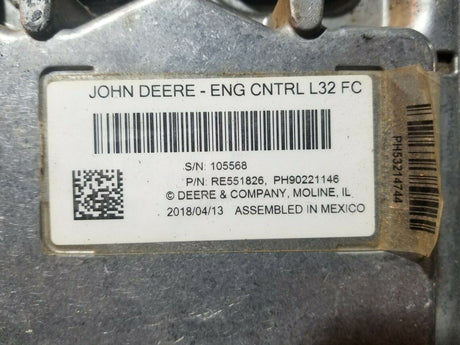 JOHN DEERE - ENG CNTRL L32 FC
S/N: 105568
P/N: RE551826, PH90221146
© DEERE & COMPANY, MOLINE, IL
2018/04/13 ASSEMBLED IN MEXICO
PH53214744